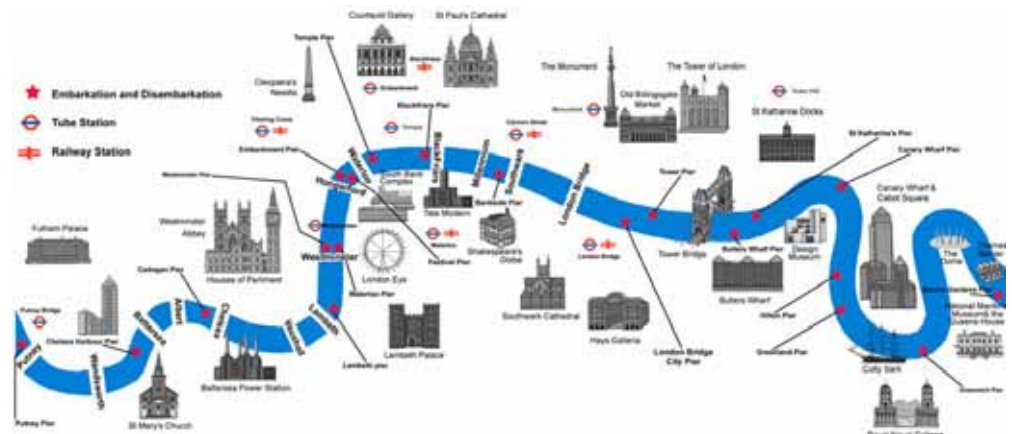 Embarkation and Disembarkation
Tube Station
Railway Station
Courtauld Gallery
St Paul's Cathedral
Temple Pier
Cleopatra's
Needle
Embankment
Blackfriars
Blackfriars Pier
Charing Cross
Temple
Embankment Pier
Cannon Street
The Monument
Monument
Old Billingsgate
Market
The Tower of London
Tower Hill
St Katharine Docks
St Katharine's Pier
Canary Wharf Pier
Canary Wharf &
Cabot Square
Westminster Pier
Westminster
Abbey
Houses of Parliment
Hungerford
Waterloo
South Bank
Complex
Blackfriars
Tate Modern
Waterloo
Southwark
Bankside Pier
Shakespeare's
Globe
London Bridge
Tower Pier
Tower Bridge
Butlers Wharf Pier
Butlers Wharf
Design
Museum
The
Dome
Fulham Palace
Cadogan Pier
Westminster
London Eye
Festival Pier
Waterloo Pier
London Bridge
Southwark Cathedral
Hays Galleria
Hilton Pier
Greenland Pier
National Maritime
Museum& the
Queens House
Putney Bridge
Chelsea Harbour Pier
Battersea
Albert
Chelsea
Vauxhall
Lambeth
Lambeth Palace
London Bridge
City Pier
Cutty Sark
Wandsworth
Battersea Power Station
Lambeth pier
Greenwich Pier
Putney Pier
St Mary's Church